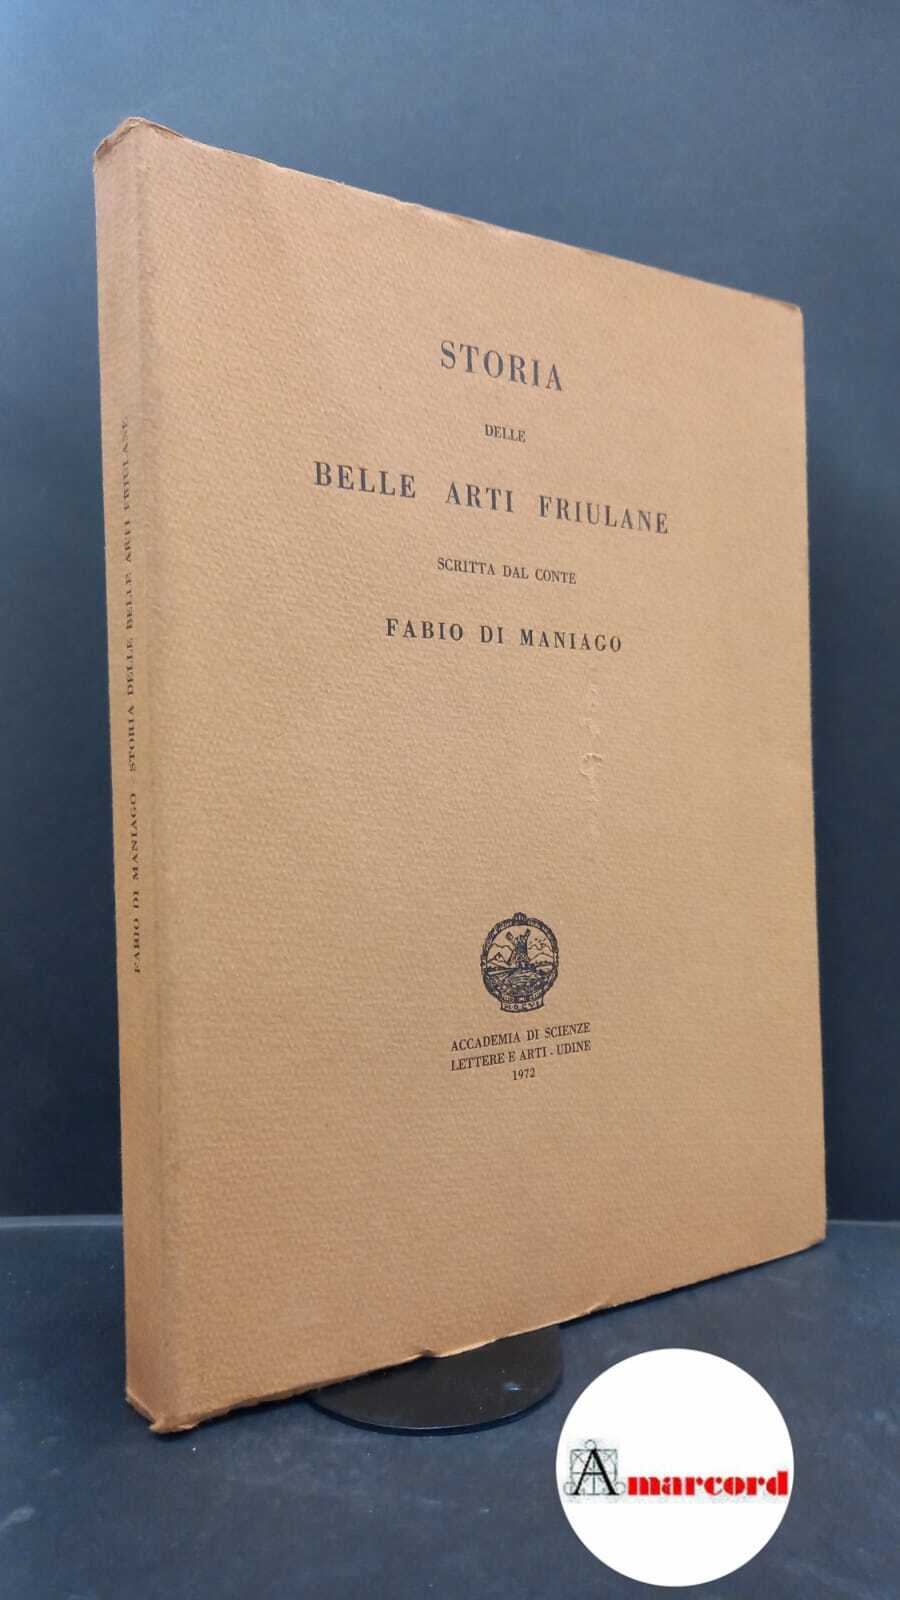 STORIA
DELLE
BELLE ARTI FRIULANE
SCRITTA DAL CONTE
FABIO DI MANIAGO
ACCADEMIA DI SCIENZE
LETTERE E ARTI - UDINE
1972
FABIO DI MANIAGO STORIA DELLE BELLE ARTI FRIULANE
Amarcord